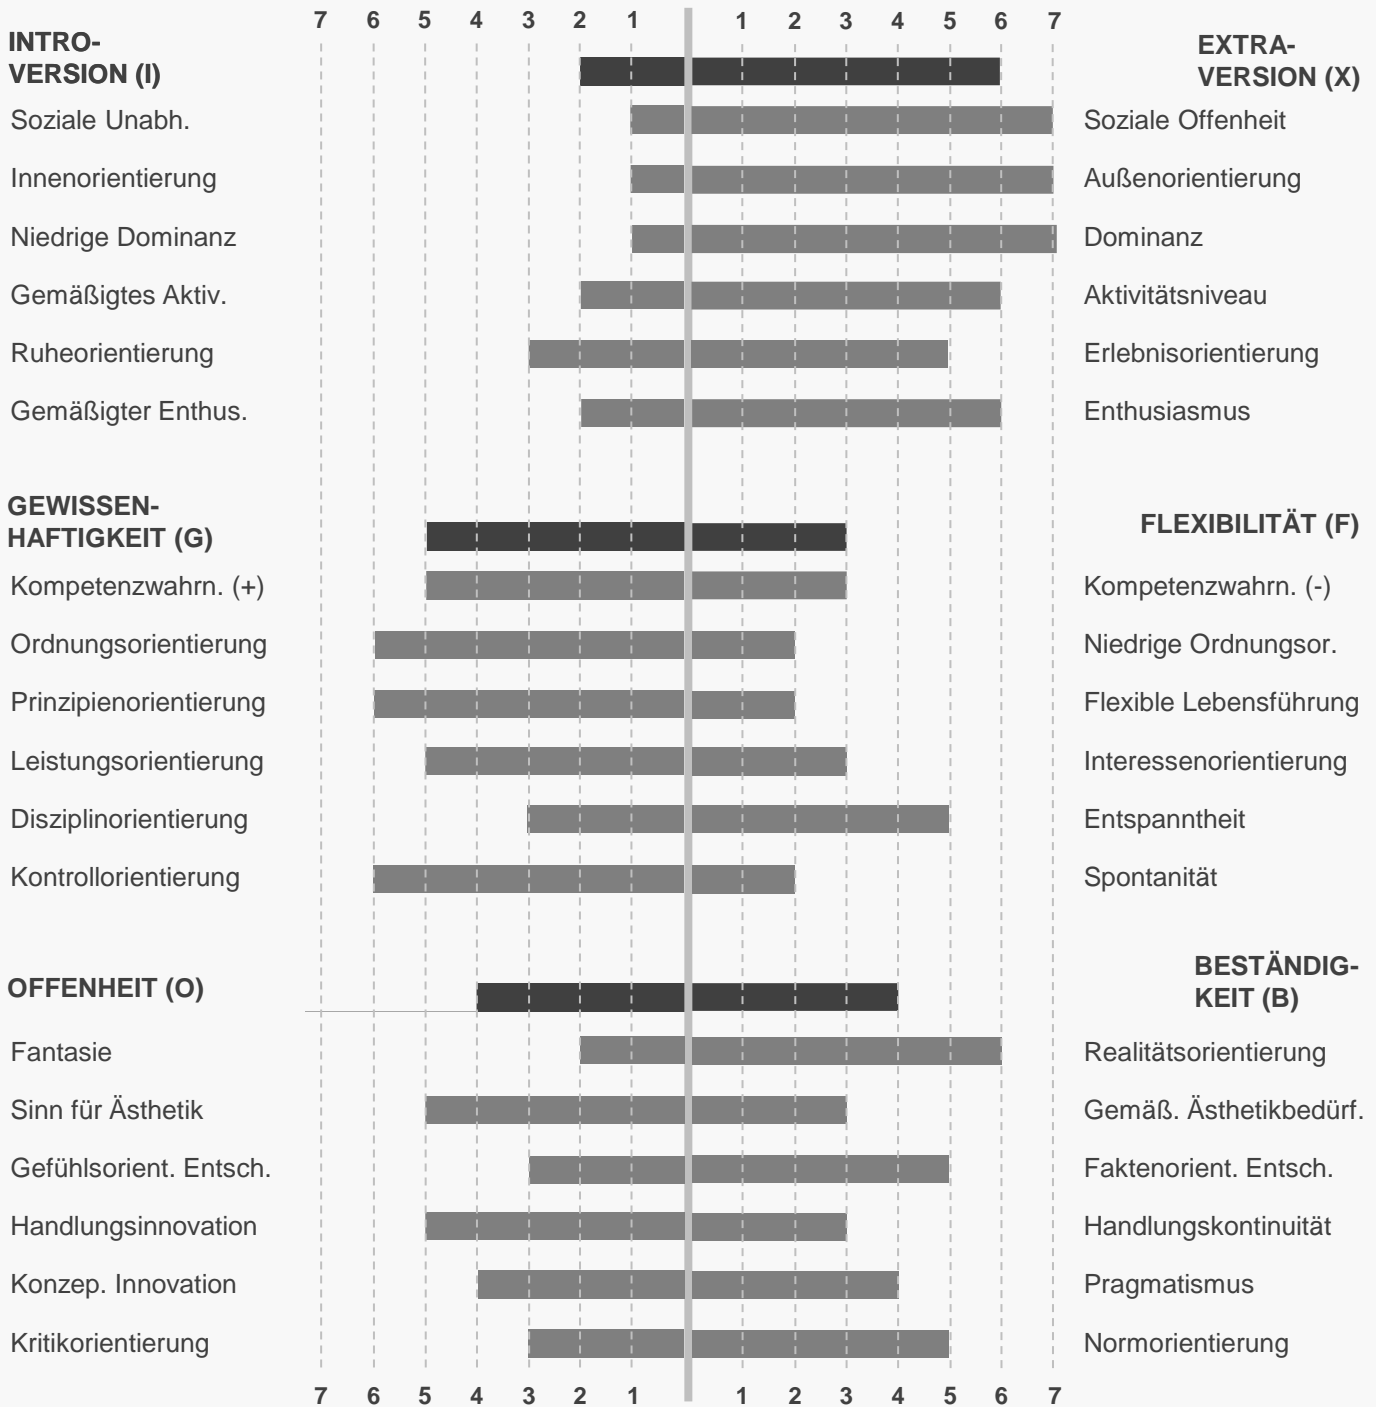 7 6 5 4 3 2 1 1 2 3 4 5 6 7
INTRO-
VERSION (I)
EXTRA-
VERSION (X)
Soziale Unabh. Soziale Offenheit
Innenorientierung Außenorientierung
Niedrige Dominanz Dominanz
Gemäßigtes Aktiv. Aktivitätsniveau
Ruheorientierung Erlebnisorientierung
Gemäßigter Enthus. Enthusiasmus
GEWISSEN-
HAFTIGKEIT (G)
FLEXIBILITÄT (F)
Kompetenzwahrn. (+) Kompetenzwahrn. (-)
Ordnungsorientierung Niedrige Ordnungsor.
Prinzipienorientierung Flexible Lebensführung
Leistungsorientierung Interessenorientierung
Disziplinorientierung Entspanntheit
Kontrollorientierung Spontanität
OFFENHEIT (O)
BESTÄNDIG-
KEIT (B)
Fantasie Realitätsorientierung
Sinn für Ästhetik Gemäß. Ästhetikbedürf.
Gefühlsorient. Entsch. Faktenorient. Entsch.
Handlungsinnovation Handlungskontinuität
Konzep. Innovation Pragmatismus
Kritikorientierung Normorientierung
7 6 5 4 3 2 1 1 2 3 4 5 6 7